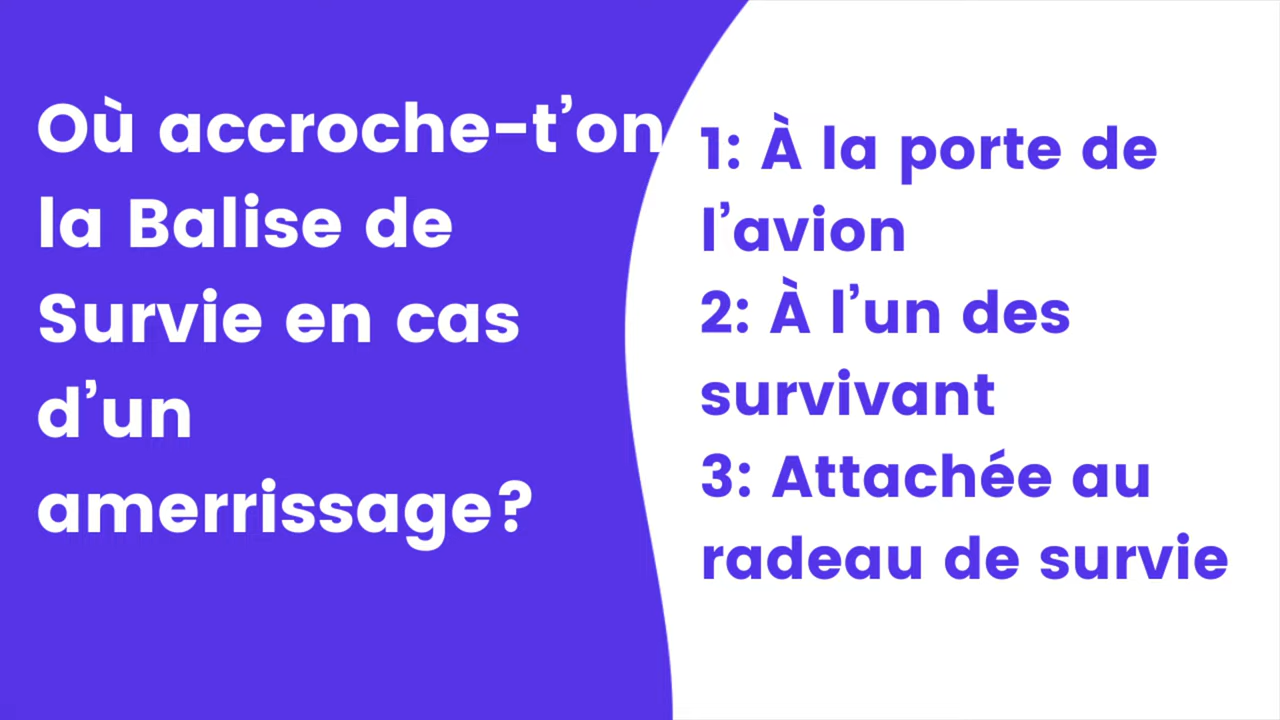 Où accroche-t’on
la Balise de
Survie en cas
d’un
amerrissage?
1: À la porte de
l’avion
2: À l’un des
survivant
3: Attachée au
radeau de survie